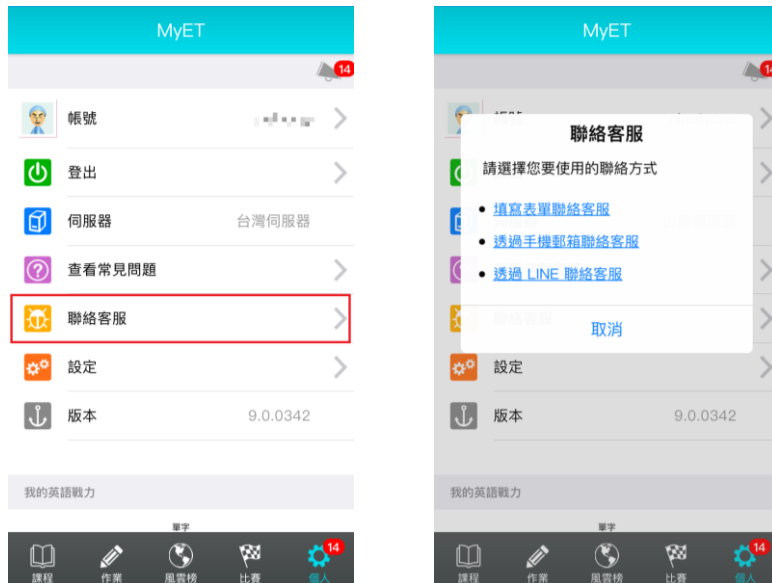 MyET
14
帳號
登出
伺服器 台灣伺服器
查看常見問題
聯絡客服
設定
版本 9.0.0342
我的英語戰力
單字
14
課程 作業 風雲榜 比賽 個人
MyET
14
聯絡客服
請選擇您要使用的聯絡方式
填寫表單聯絡客服
透過手機郵箱聯絡客服
透過 LINE 聯絡客服
取消
設定
版本 9.0.0342
我的英語戰力
單字
14
課程 作業 風雲榜 比賽 個人